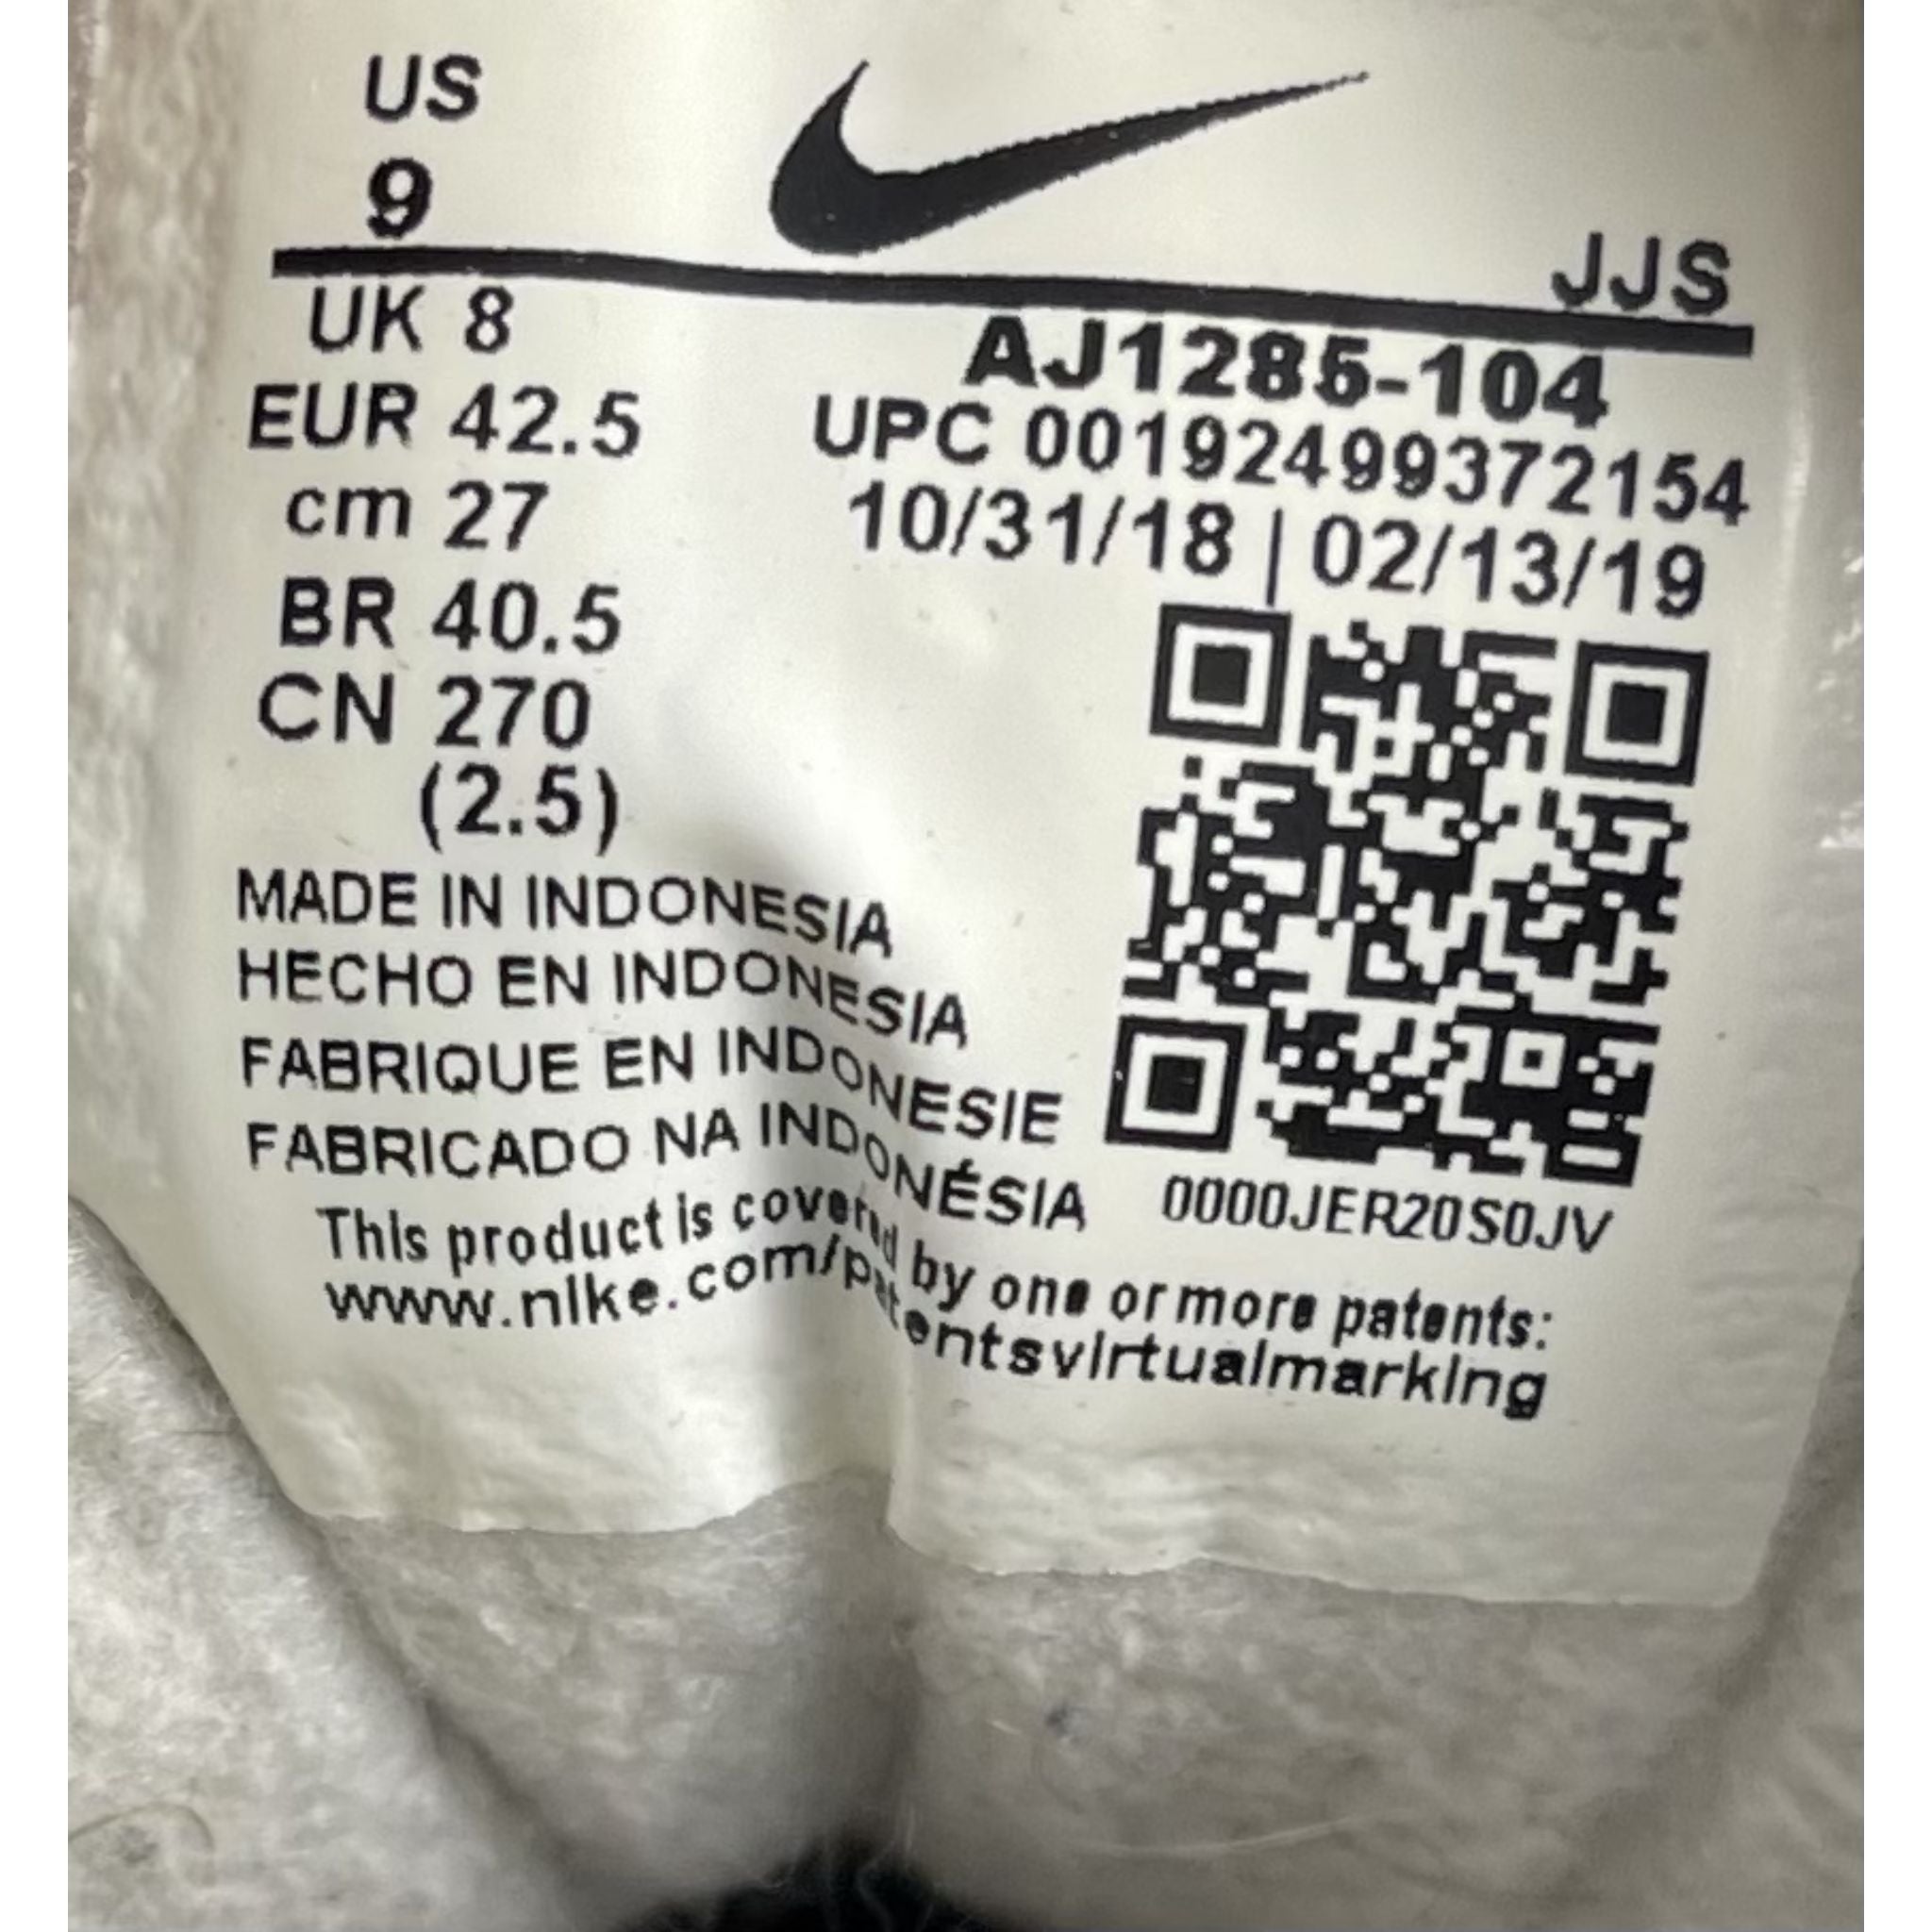 US
9
JJS
UK 8
EUR 42.5
cm 27
BR 40.5
CN 270
(2.5)
AJ1285-104
UPC 00192499372154
10/31/18 | 02/13/19
MADE IN INDONESIA
HECHO EN INDONESIA
FABRIQUE EN INDONESIE
FABRICADO NA INDONÉSIA
0000JER20S0JV
This product is covered by one or more patents:
www.nike.com/patentsvirtualmarking